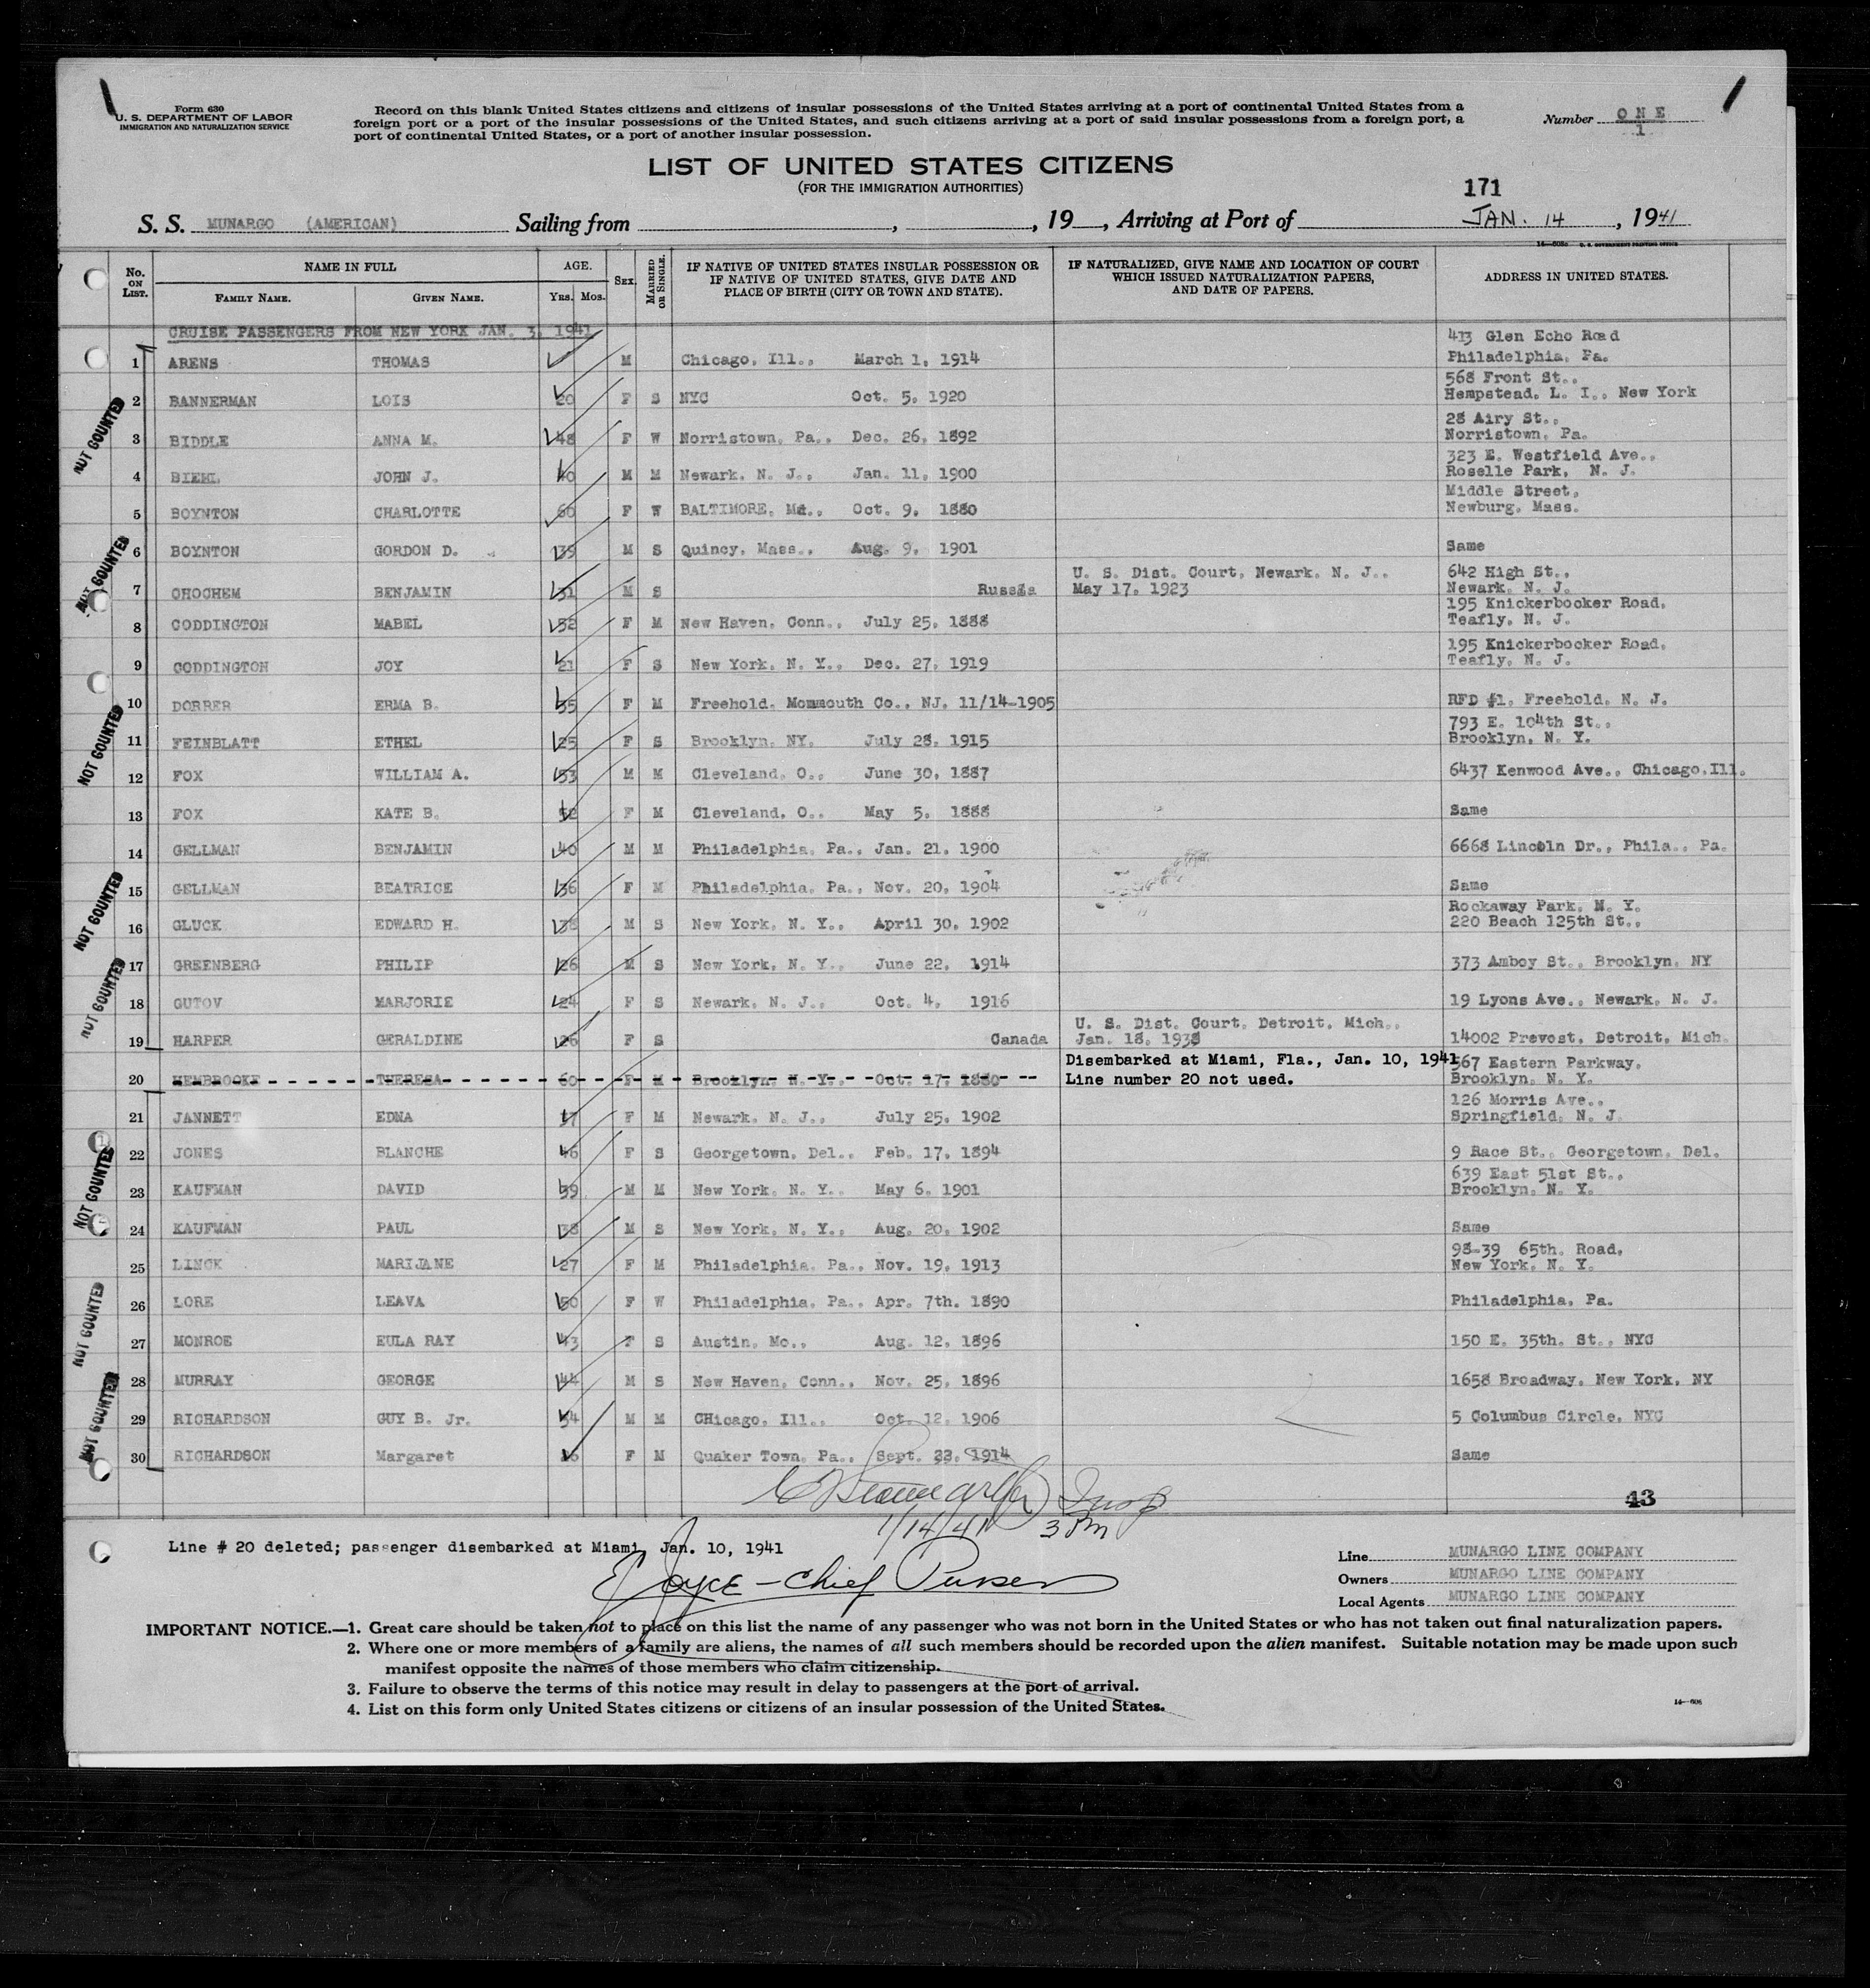 Form 630
U. S. DEPARTMENT OF LABOR
IMMIGRATION AND NATURALIZATION SERVICE
Record on this blank United States citizens and citizens of insular possessions of the United States arriving at a port of continental United States from a
foreign port or a port of the insular possessions of the United States, and such citizens arriving at a port of said insular possessions from a foreign port, a
port of continental United States, or a port of another insular possession.
Number ONE
1
LIST OF UNITED STATES CITIZENS
(FOR THE IMMIGRATION AUTHORITIES)
171
S. S. MUNARGO (AMERICAN) Sailing from , , 19 , Arriving at Port of JAN. 14 , 1941
No. ON LIST. NAME IN FULL FAMILY NAME. GIVEN NAME. AGE. YRS. MOS. SEX. MARRIED OR SINGLE. IF NATIVE OF UNITED STATES INSULAR POSSESSION OR IF NATIVE OF UNITED STATES, GIVE DATE AND PLACE OF BIRTH (CITY OR TOWN AND STATE). IF NATURALIZED, GIVE NAME AND LOCATION OF COURT WHICH ISSUED NATURALIZATION PAPERS, AND DATE OF PAPERS. ADDRESS IN UNITED STATES.
CRUISE PASSENGERS FROM NEW YORK JAN. 3, 1941
413 Glen Echo Road
1 ARENS THOMAS M Chicago, Ill., March 1, 1914 Philadelphia, Pa.
568 Front St.,
2 BANNERMAN LOIS 20 F S NYC Oct. 5, 1920 Hempstead, L. I., New York
28 Airy St.,
3 BIDDLE ANNA M. 48 F W Norristown, Pa., Dec. 26, 1892 Norristown, Pa.
323 E. Westfield Ave.,
4 BIEHL JOHN J. 40 M M Newark, N. J., Jan. 11, 1900 Roselle Park, N. J.
Middle Street,
5 BOYNTON CHARLOTTE 60 F W BALTIMORE, Md., Oct. 9, 1880 Newburg, Mass.
6 BOYNTON GORDON D. 39 M S Quincy, Mass., Aug. 9, 1901 Same
U. S. Dist. Court, Newark, N. J., 642 High St.,
7 CHOCHEM BENJAMIN 31 M S Russia May 17, 1923 Newark, N. J.
195 Knickerbocker Road,
8 CODDINGTON MABEL 52 F M New Haven, Conn., July 25, 1888 Teafly, N. J.
195 Knickerbocker Road,
9 CODDINGTON JOY 21 F S New York, N. Y., Dec. 27, 1919 Teafly, N. J.
10 DORRER ERMA B. 35 F M Freehold, Monmouth Co., NJ. 11/14-1905 RFD #1, Freehold, N. J.
793 E. 104th St.,
11 FEINBLATT ETHEL 25 F S Brooklyn, NY. July 28, 1915 Brooklyn, N. Y.
12 FOX WILLIAM A. 53 M M Cleveland, O., June 30, 1887 6437 Kenwood Ave., Chicago,Ill.
13 FOX KATE B. 52 F M Cleveland, O., May 5, 1888 Same
14 GELLMAN BENJAMIN 40 M M Philadelphia, Pa., Jan. 21, 1900 6668 Lincoln Dr., Phila., Pa.
15 GELLMAN BEATRICE 36 F M Philadelphia, Pa., Nov. 20, 1904 Same
Rockaway Park, N. Y.
16 GLUCK EDWARD H. 38 M S New York, N. Y., April 30, 1902 220 Beach 125th St.,
17 GREENBERG PHILIP 26 M S New York, N. Y., June 22, 1914 373 Amboy St., Brooklyn, NY
18 GUTOV MARJORIE 24 F S Newark, N. J., Oct. 4, 1916 19 Lyons Ave., Newark, N. J.
U. S. Dist. Court, Detroit, Mich.,
19 HARPER GERALDINE 26 F S Canada Jan. 18, 1938 14002 Prevost, Detroit, Mich.
Disembarked at Miami, Fla., Jan. 10, 1941 567 Eastern Parkway,
20 HEMBROOKE THERESA 60 F M Brooklyn, N. Y., Oct. 17, 1880 Line number 20 not used. Brooklyn, N. Y.
126 Morris Ave.,
21 JANNETT EDNA 37 F M Newark, N. J., July 25, 1902 Springfield, N. J.
22 JONES BLANCHE 46 F S Georgetown, Del., Feb. 17, 1894 9 Race St., Georgetown, Del.
639 East 51st St.,
23 KAUFMAN DAVID 39 M M New York, N. Y., May 6, 1901 Brooklyn, N. Y.
24 KAUFMAN PAUL 38 M S New York, N. Y., Aug. 20, 1902 Same
98-39 65th. Road,
25 LINCK MARIJANE 27 F M Philadelphia, Pa., Nov. 19, 1913 New York, N. Y.
26 LORE LEAVA 50 F W Philadelphia, Pa., Apr. 7th. 1890 Philadelphia, Pa.
27 MONROE EULA RAY 43 F S Austin, Mo., Aug. 12, 1896 150 E. 35th. St., NYC
28 MURRAY GEORGE 44 M S New Haven, Conn., Nov. 25, 1896 1658 Broadway, New York, NY
29 RICHARDSON GUY B. Jr. 34 M M CHicago, Ill., Oct. 12, 1906 5 Columbus Circle, NYC
30 RICHARDSON Margaret 26 F M Quaker Town, Pa., Sept. 23, 1914 Same
NOT COUNTED
NOT COUNTED
NOT COUNTED
NOT COUNTED
NOT COUNTED
NOT COUNTED
NOT COUNTED
NOT COUNTED
Insp
43
1/14/41 3 PM
Line # 20 deleted; passenger disembarked at Miami, Jan. 10, 1941
Joyce - Chief Purser
Line MUNARGO LINE COMPANY
Owners MUNARGO LINE COMPANY
Local Agents MUNARGO LINE COMPANY
IMPORTANT NOTICE.—1. Great care should be taken not to place on this list the name of any passenger who was not born in the United States or who has not taken out final naturalization papers.
2. Where one or more members of a family are aliens, the names of all such members should be recorded upon the alien manifest. Suitable notation may be made upon such
manifest opposite the names of those members who claim citizenship.
3. Failure to observe the terms of this notice may result in delay to passengers at the port of arrival.
4. List on this form only United States citizens or citizens of an insular possession of the United States.
14—606